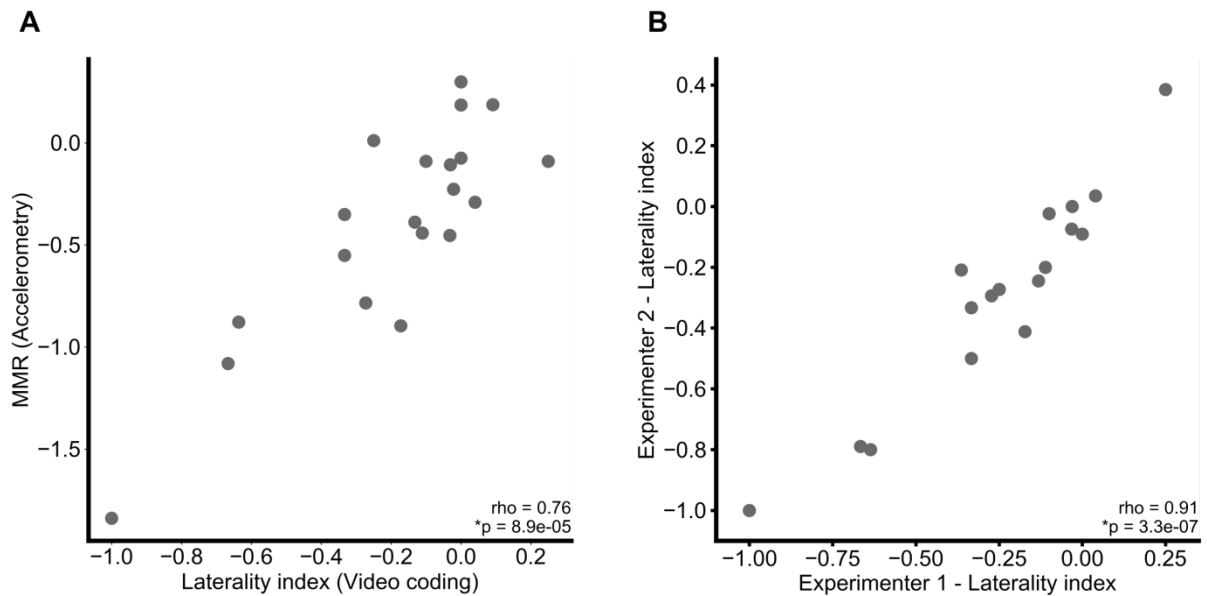 A
B
MMR (Accelerometry)
0.0
−0.5
−1.0
−1.5
rho = 0.76
*p = 8.9e-05
−1.0 −0.8 −0.6 −0.4 −0.2 0.0 0.2
Laterality index (Video coding)
Experimenter 2 - Laterality index
0.4
0.2
0.0
−0.2
−0.4
−0.6
−0.8
−1.0
rho = 0.91
*p = 3.3e-07
−1.00 −0.75 −0.50 −0.25 0.00 0.25
Experimenter 1 - Laterality index